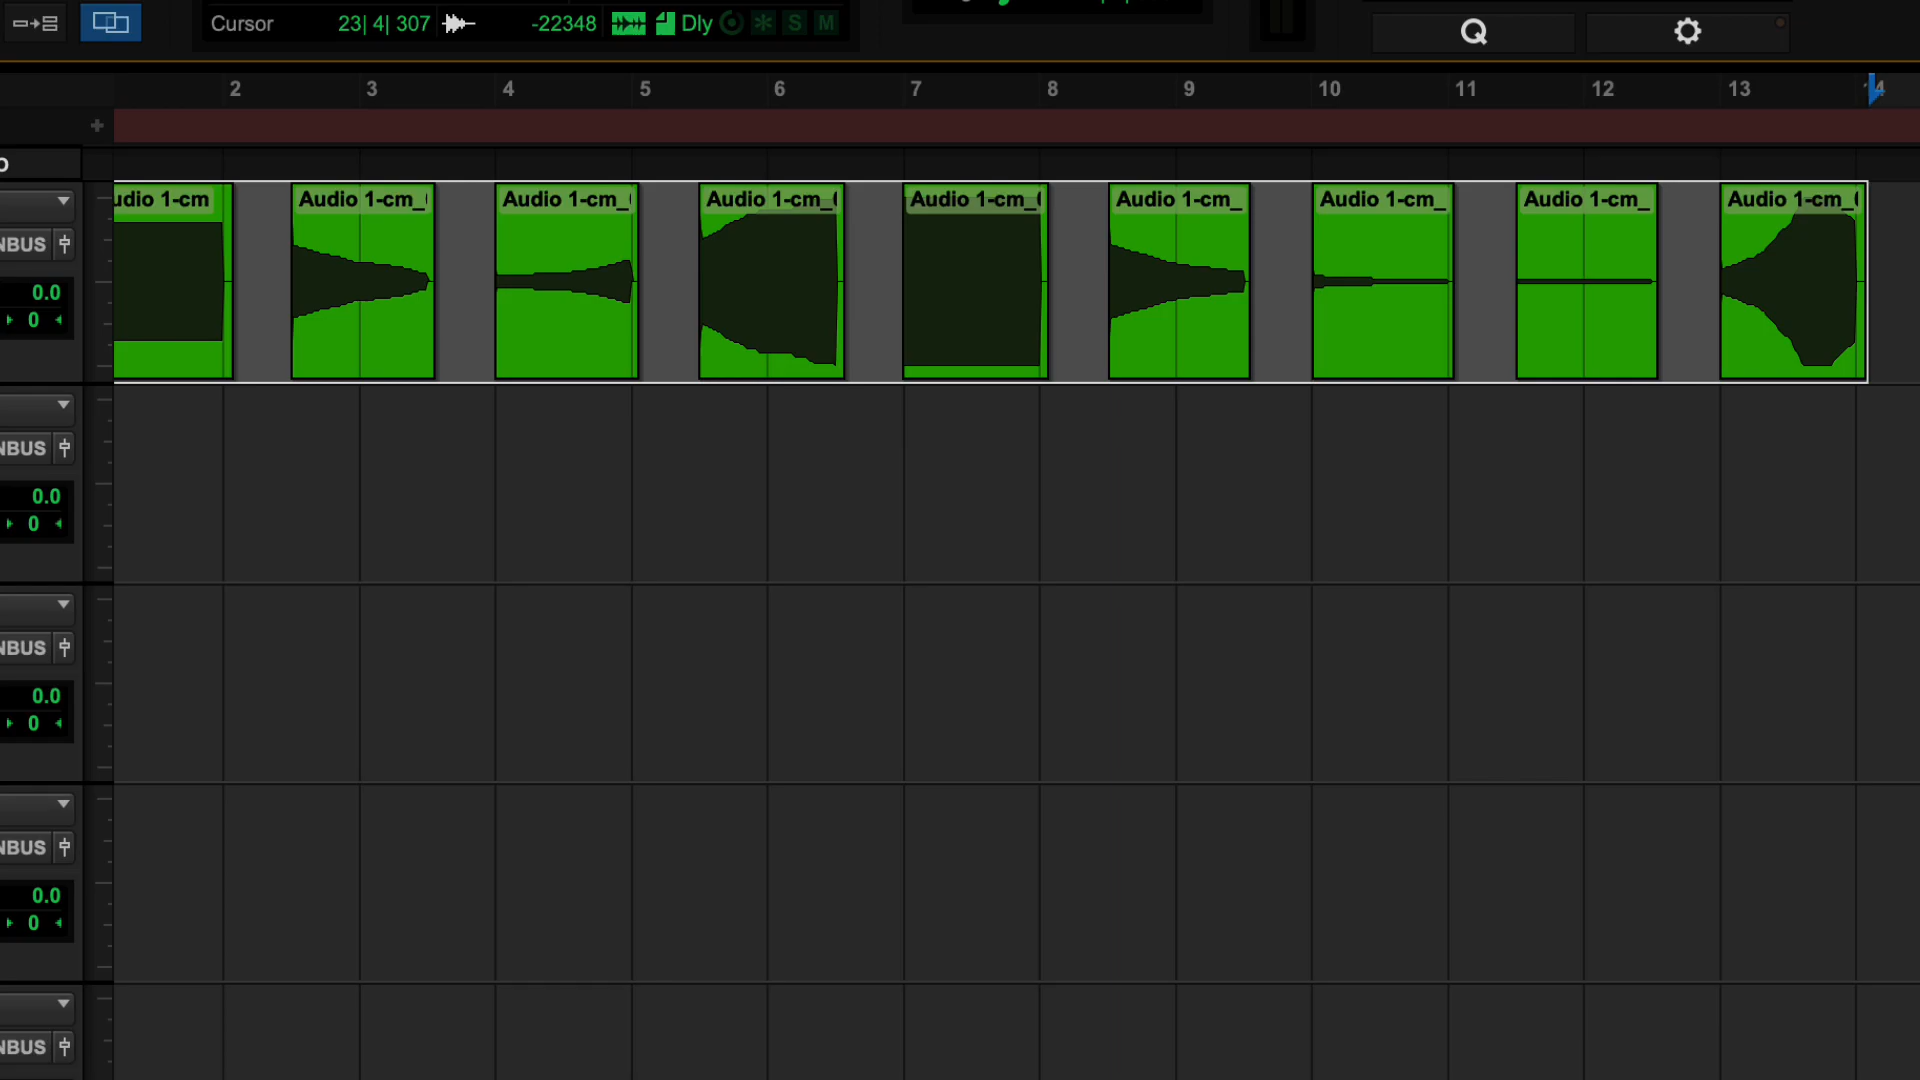 Cursor 23| 4| 307 -22348 Dly S M
Q
2 3 4 5 6 7 8 9 10 11 12 13 14
+
O
udio 1-cm Audio 1-cm_ Audio 1-cm_ Audio 1-cm_ Audio 1-cm_ Audio 1-cm_ Audio 1-cm_ Audio 1-cm_ Audio 1-cm_
NBUS
0.0
0
NBUS
0.0
0
NBUS
0.0
0
NBUS
0.0
0
NBUS